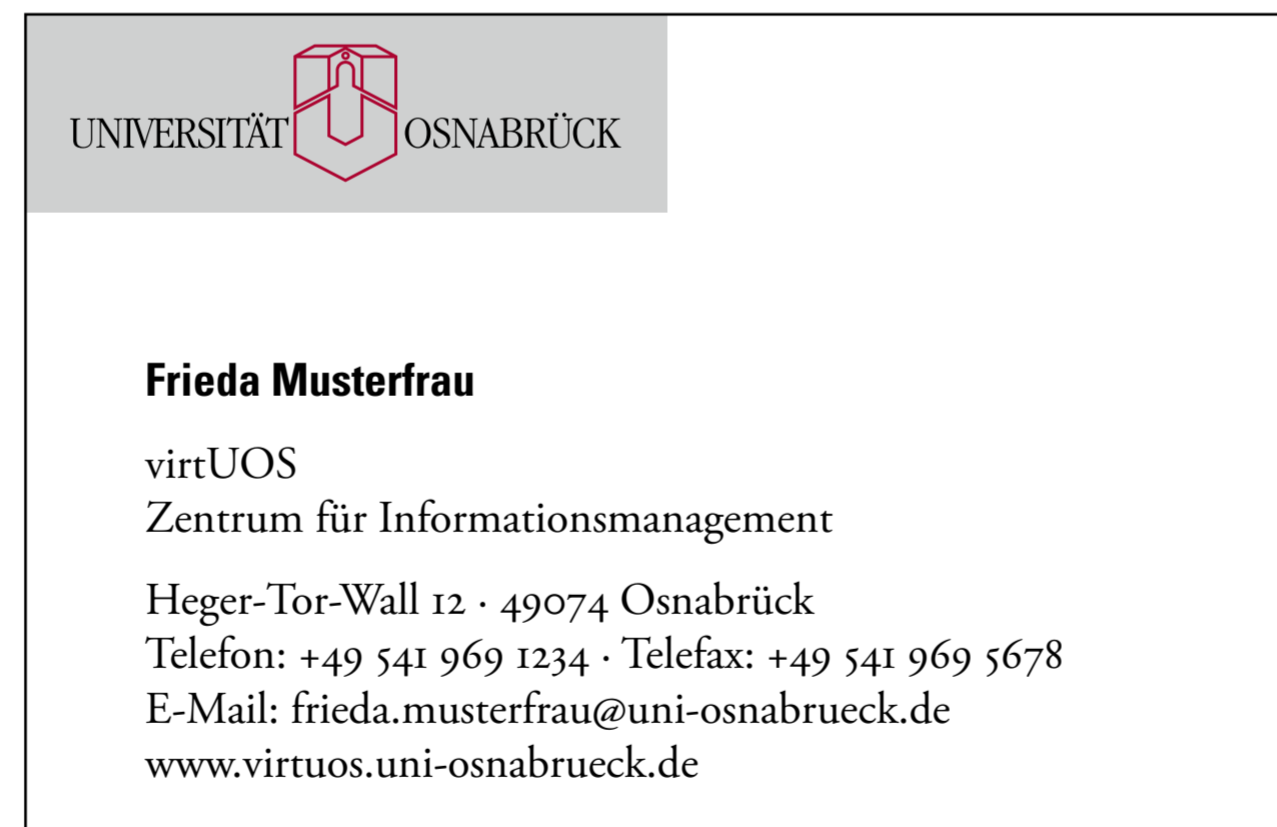 UNIVERSITÄT OSNABRÜCK
Frieda Musterfrau
virtUOS
Zentrum für Informationsmanagement
Heger-Tor-Wall 12 · 49074 Osnabrück
Telefon: +49 541 969 1234 · Telefax: +49 541 969 5678
E-Mail: frieda.musterfrau@uni-osnabrueck.de
www.virtuos.uni-osnabrueck.de